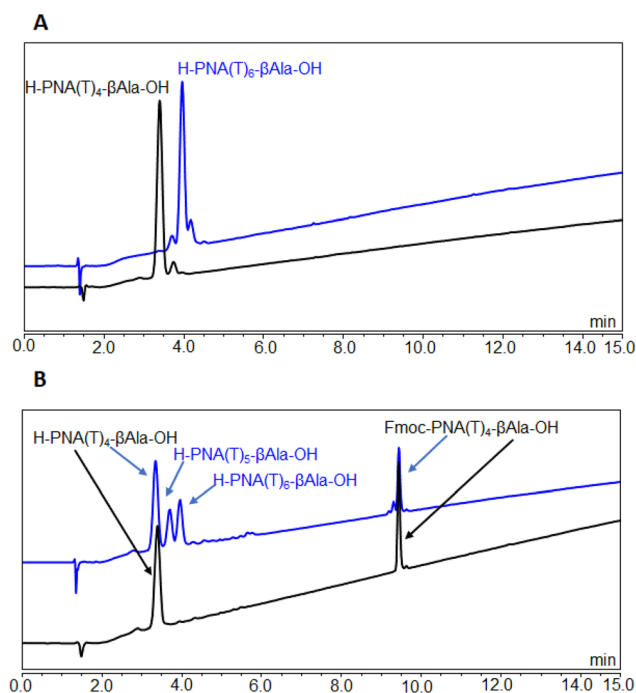 A
H-PNA(T)₄-βAla-OH
H-PNA(T)₆-βAla-OH
min
0.0 2.0 4.0 6.0 8.0 10.0 12.0 14.0 15.0
B
H-PNA(T)₄-βAla-OH
Fmoc-PNA(T)₄-βAla-OH
H-PNA(T)₅-βAla-OH
H-PNA(T)₆-βAla-OH
min
0.0 2.0 4.0 6.0 8.0 10.0 12.0 14.0 15.0